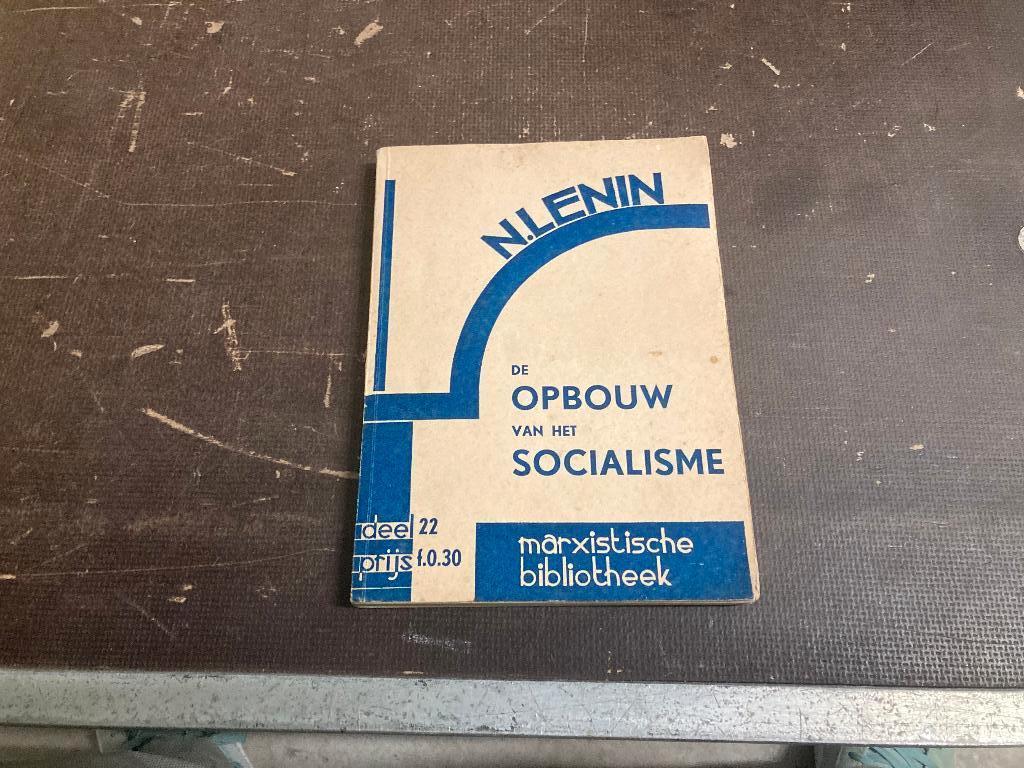 N. LENIN
DE
OPBOUW
VAN HET
SOCIALISME
deel 22
prijs f.0.30
marxistische
bibliotheek